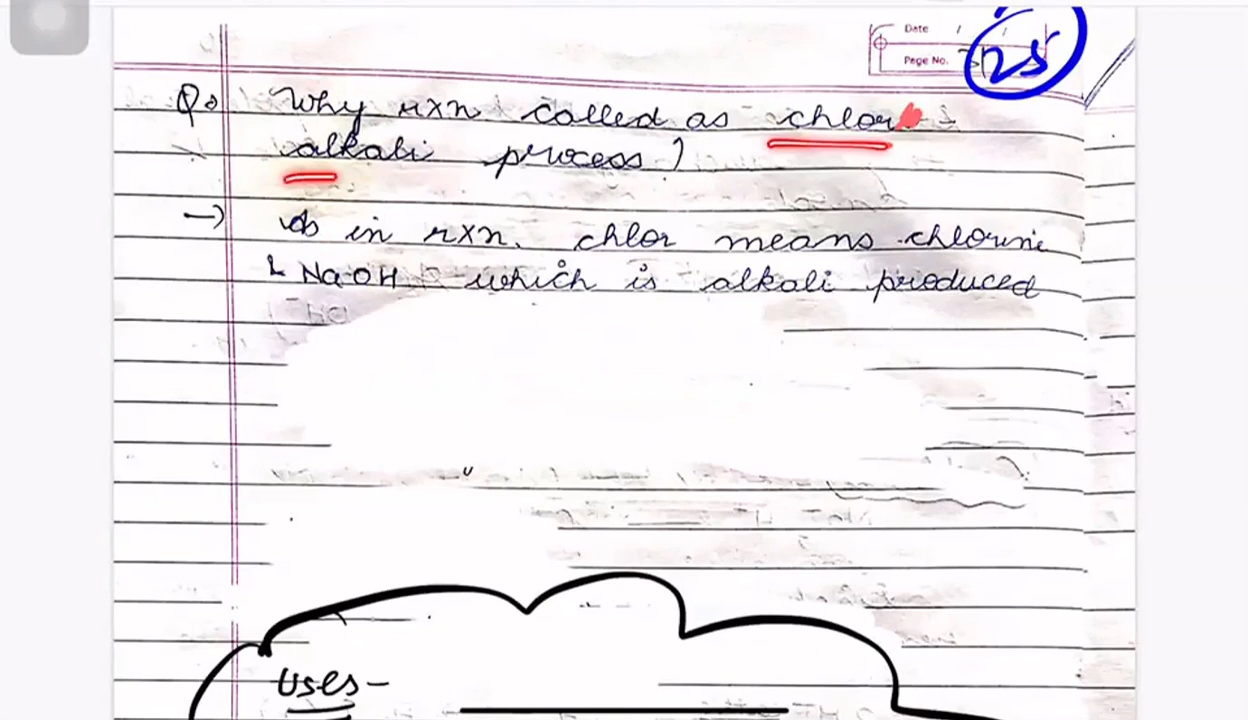 Date / /
Page No.
25
Q. Why rxn called as chlor
alkali process?
→ As in rxn. chlor means chlorine
& NaOH which is alkali produced
Uses-